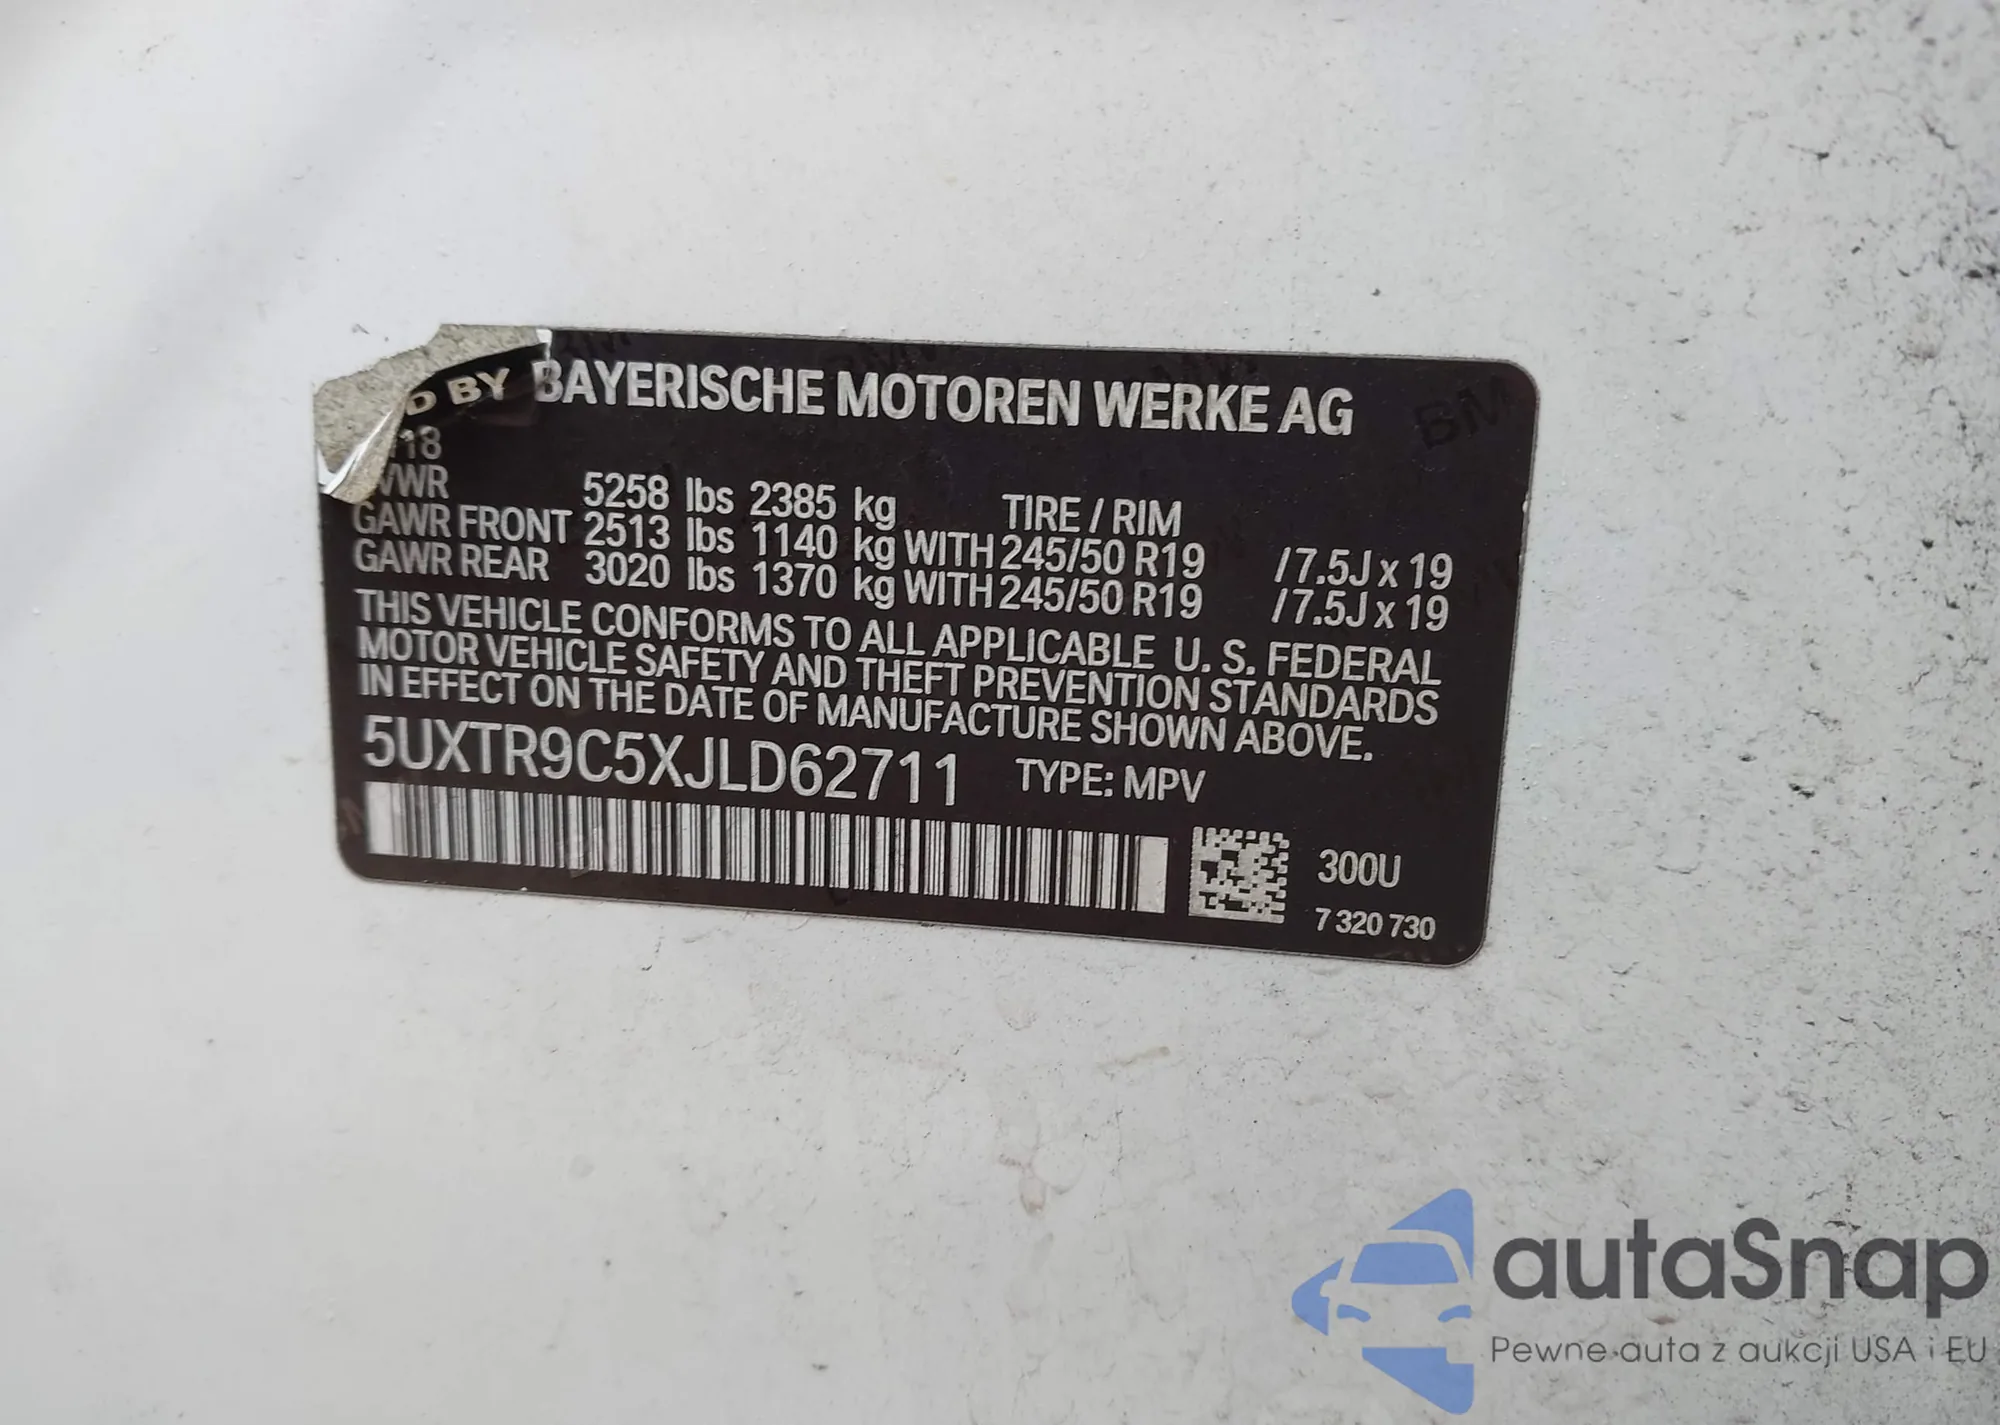 D BY BAYERISCHE MOTOREN WERKE AG
18
VWR 5258 lbs 2385 kg TIRE / RIM
GAWR FRONT 2513 lbs 1140 kg WITH 245/50 R19 / 7.5J x 19
GAWR REAR 3020 lbs 1370 kg WITH 245/50 R19 / 7.5J x 19
THIS VEHICLE CONFORMS TO ALL APPLICABLE U. S. FEDERAL
MOTOR VEHICLE SAFETY AND THEFT PREVENTION STANDARDS
IN EFFECT ON THE DATE OF MANUFACTURE SHOWN ABOVE.
5UXTR9C5XJLD62711 TYPE: MPV
300U
7 320 730
autaSnap
Pewne auta z aukcji USA i EU